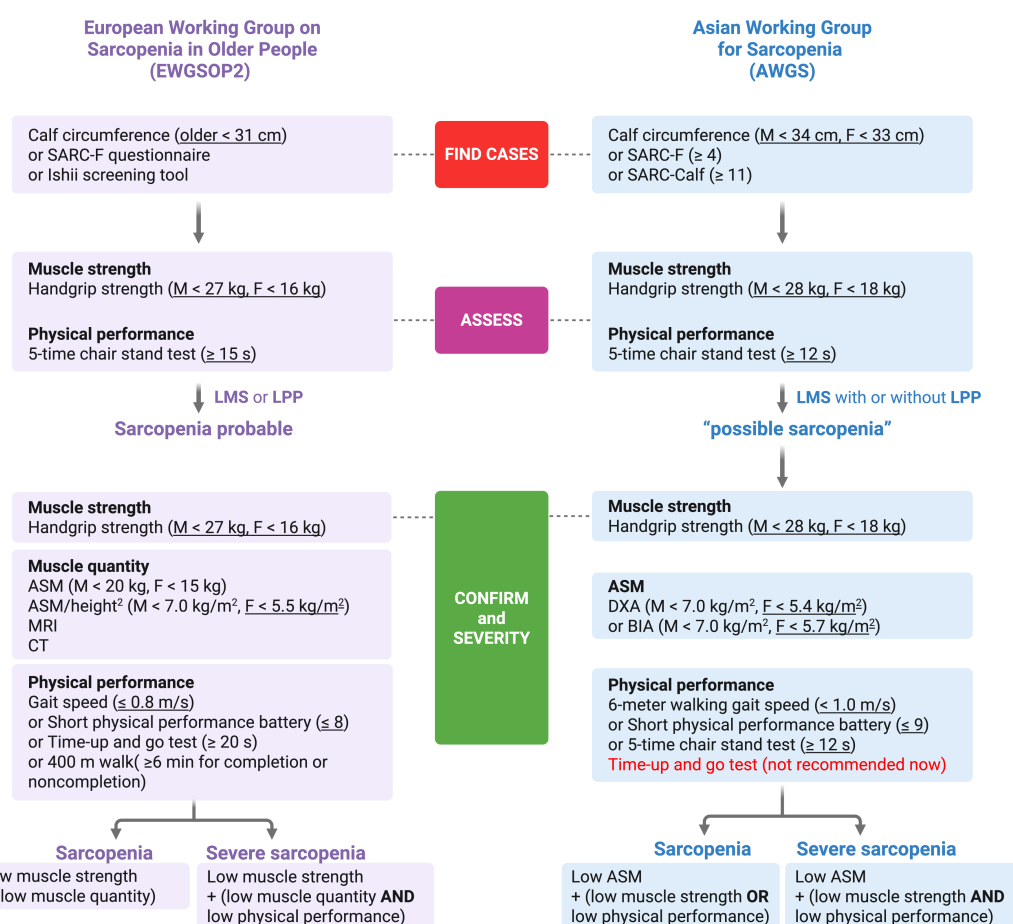 European Working Group on
Sarcopenia in Older People
(EWGSOP2)
Asian Working Group
for Sarcopenia
(AWGS)
Calf circumference (older < 31 cm)
or SARC-F questionnaire
or Ishii screening tool
FIND CASES
Calf circumference (M < 34 cm, F < 33 cm)
or SARC-F (≥ 4)
or SARC-Calf (≥ 11)
Muscle strength
Handgrip strength (M < 27 kg, F < 16 kg)
Physical performance
5-time chair stand test (≥ 15 s)
ASSESS
Muscle strength
Handgrip strength (M < 28 kg, F < 18 kg)
Physical performance
5-time chair stand test (≥ 12 s)
LMS or LPP
Sarcopenia probable
LMS with or without LPP
“possible sarcopenia”
Muscle strength
Handgrip strength (M < 27 kg, F < 16 kg)
Muscle quantity
ASM (M < 20 kg, F < 15 kg)
ASM/height² (M < 7.0 kg/m², F < 5.5 kg/m²)
MRI
CT
Physical performance
Gait speed (≤ 0.8 m/s)
or Short physical performance battery (≤ 8)
or Time-up and go test (≥ 20 s)
or 400 m walk( ≥6 min for completion or
noncompletion)
CONFIRM
and
SEVERITY
Muscle strength
Handgrip strength (M < 28 kg, F < 18 kg)
ASM
DXA (M < 7.0 kg/m², F < 5.4 kg/m²)
or BIA (M < 7.0 kg/m², F < 5.7 kg/m²)
Physical performance
6-meter walking gait speed (< 1.0 m/s)
or Short physical performance battery (≤ 9)
or 5-time chair stand test (≥ 12 s)
Time-up and go test (not recommended now)
Sarcopenia
muscle strength
low muscle quantity)
Severe sarcopenia
Low muscle strength
+ (low muscle quantity AND
low physical performance)
Sarcopenia
Low ASM
+ (low muscle strength OR
low physical performance)
Severe sarcopenia
Low ASM
+ (low muscle strength AND
low physical performance)